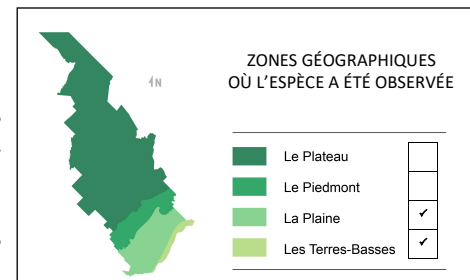 ZONES GÉOGRAPHIQUES
OÙ L'ESPÈCE A ÉTÉ OBSERVÉE
N
Le Plateau
Le Piedmont
La Plaine ✓
Les Terres-Basses ✓